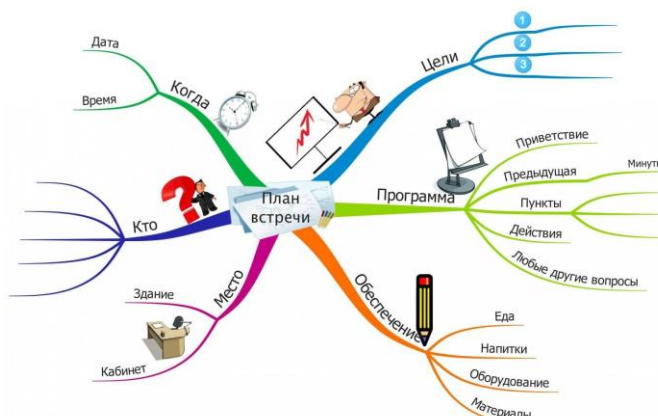 План
встречи
Когда
Дата
Время
Цели
1
2
3
Программа
Приветствие
Предыдущая
Пункты
Действия
Любые другие вопросы
Обеспечение
Еда
Напитки
Оборудование
Материалы
Место
Здание
Кабинет
Кто